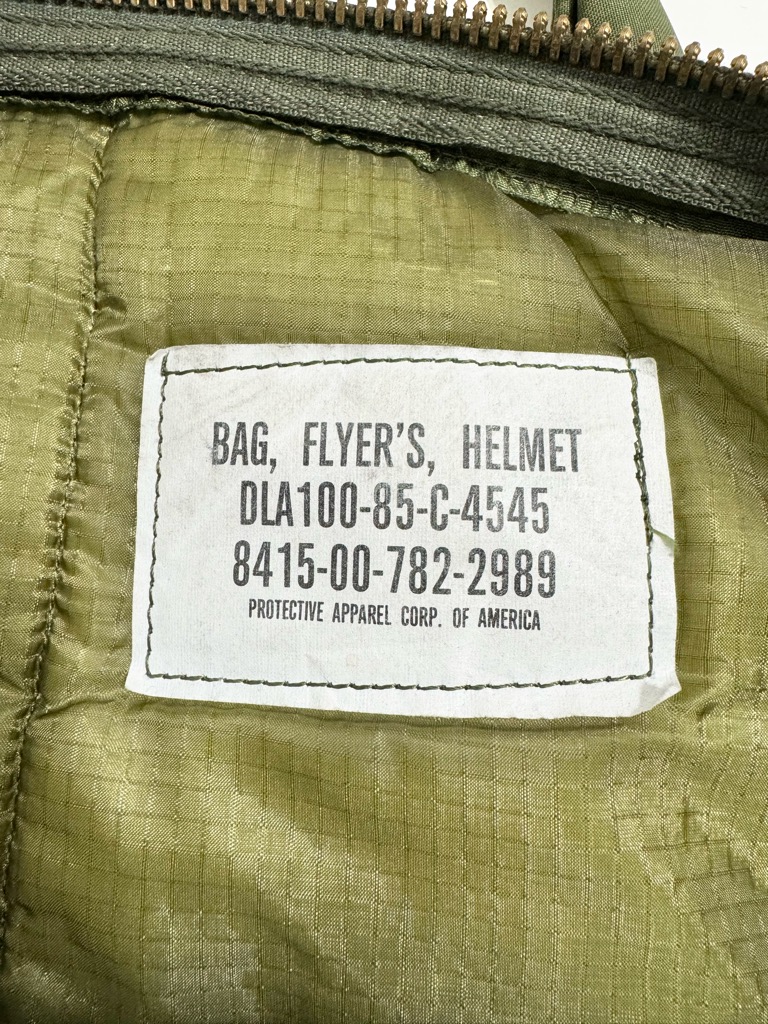 BAG, FLYER'S, HELMET
DLA100-85-C-4545
8415-00-782-2989
PROTECTIVE APPAREL CORP. OF AMERICA